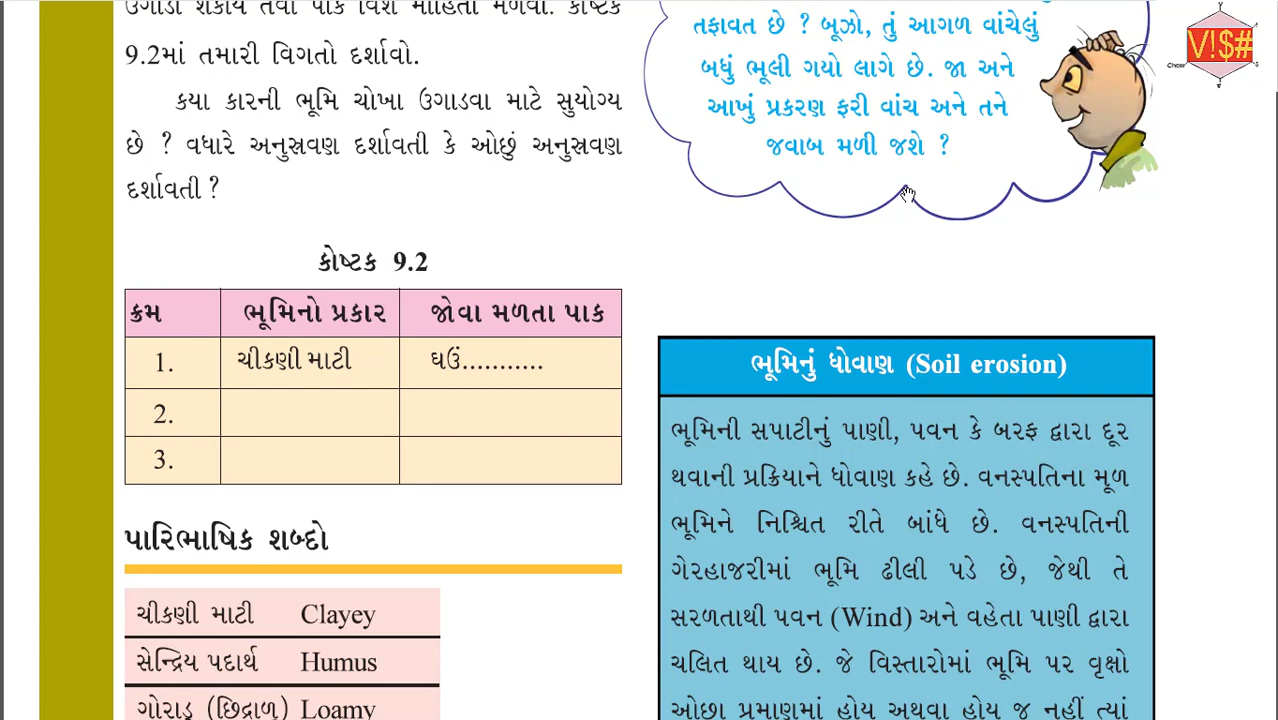 ઉગાડી શકાય તેવા પાક વિશે માહિતી મેળવો. કોષ્ટક
9.2માં તમારી વિગતો દર્શાવો.
કયા કારની ભૂમિ ચોખા ઉગાડવા માટે સુયોગ્ય
છે ? વધારે અનુસ્રવણ દર્શાવતી કે ઓછું અનુસ્રવણ
દર્શાવતી ?
કોષ્ટક 9.2
ક્રમ ભૂમિનો પ્રકાર જોવા મળતા પાક
1. ચીકણી માટી ઘઉં...........
2.
3.
પારિભાષિક શબ્દો
ચીકણી માટી Clayey
સેન્દ્રિય પદાર્થ Humus
ગોરાડુ (છિદ્રાળ) Loamy
તફાવત છે ? બૂઝો, તું આગળ વાંચેલું
બધું ભૂલી ગયો લાગે છે. જા અને
આખું પ્રકરણ ફરી વાંચ અને તને
જવાબ મળી જશે ?
V!$#
ભૂમિનું ધોવાણ (Soil erosion)
ભૂમિની સપાટીનું પાણી, પવન કે બરફ દ્વારા દૂર
થવાની પ્રક્રિયાને ધોવાણ કહે છે. વનસ્પતિના મૂળ
ભૂમિને નિશ્ચિત રીતે બાંધે છે. વનસ્પતિની
ગેરહાજરીમાં ભૂમિ ઢીલી પડે છે, જેથી તે
સરળતાથી પવન (Wind) અને વહેતા પાણી દ્વારા
ચલિત થાય છે. જે વિસ્તારોમાં ભૂમિ પર વૃક્ષો
ઓછા પ્રમાણમાં હોય અથવા હોય જ નહીં ત્યાં